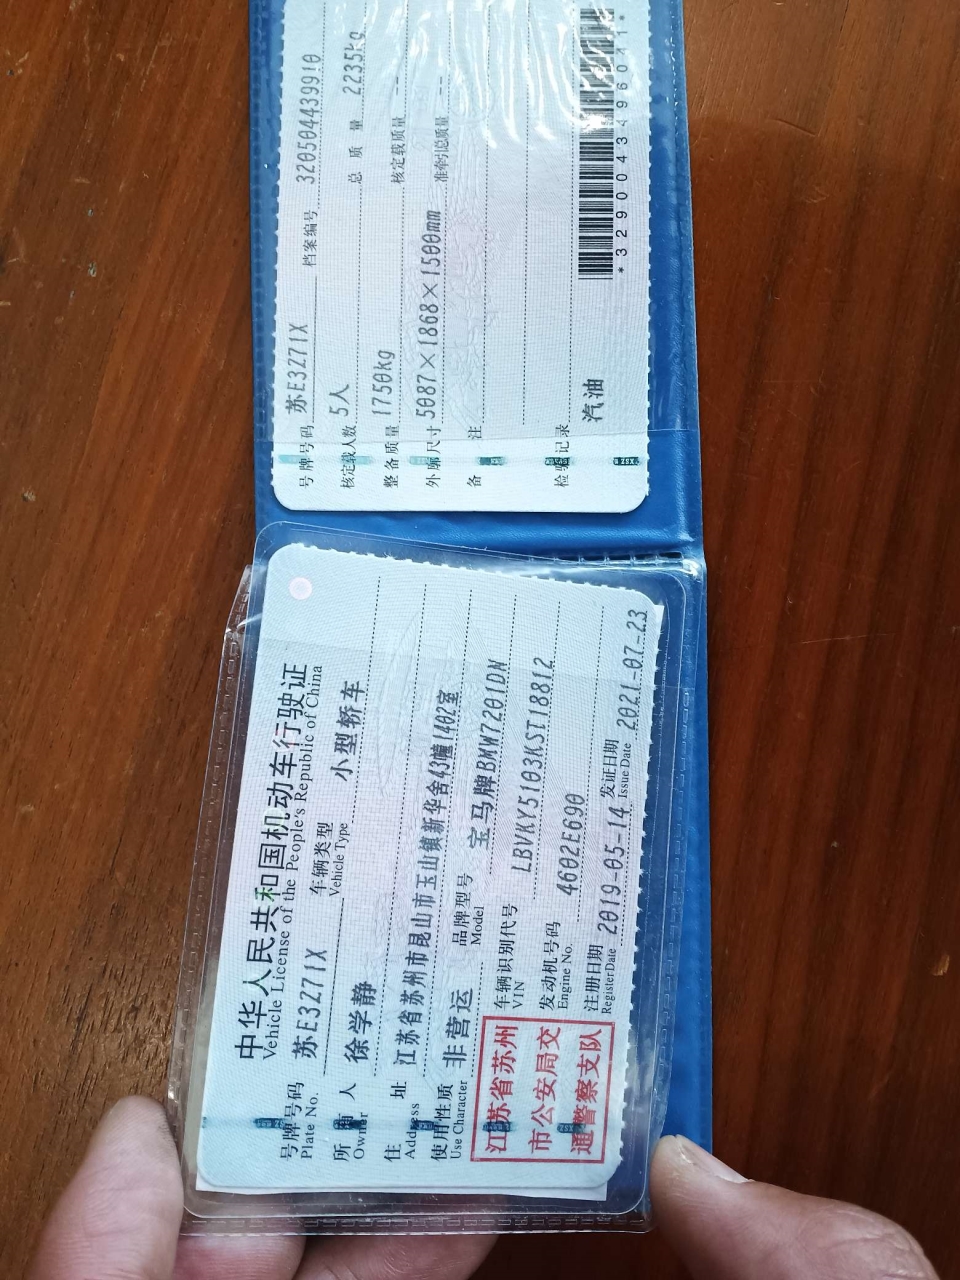 中华人民共和国机动车行驶证
Vehicle License of the People's Republic of China
号牌号码 苏E3271X 车辆类型 小型轿车
Plate No. Vehicle Type
所有人 徐学静
Owner
住址 江苏省苏州市昆山市玉山镇新华舍43幢1402室
Address
使用性质 非营运 品牌型号 宝马牌BMW7201DN
Use Character Model
江苏省苏州
市公安局交
通警察支队
车辆识别代号 LBVKY5103KST18812
VIN
发动机号码 4602E690
Engine No.
注册日期 2019-05-14 发证日期 2021-07-23
Register Date Issue Date
号牌号码 苏E3271X 档案编号 320504439910
核定载人数 5人 总质量 2235kg
整备质量 1750kg 核定载质量 --
外廓尺寸 5087×1868×1500mm 准牵引总质量 --
备注
检验记录
汽油